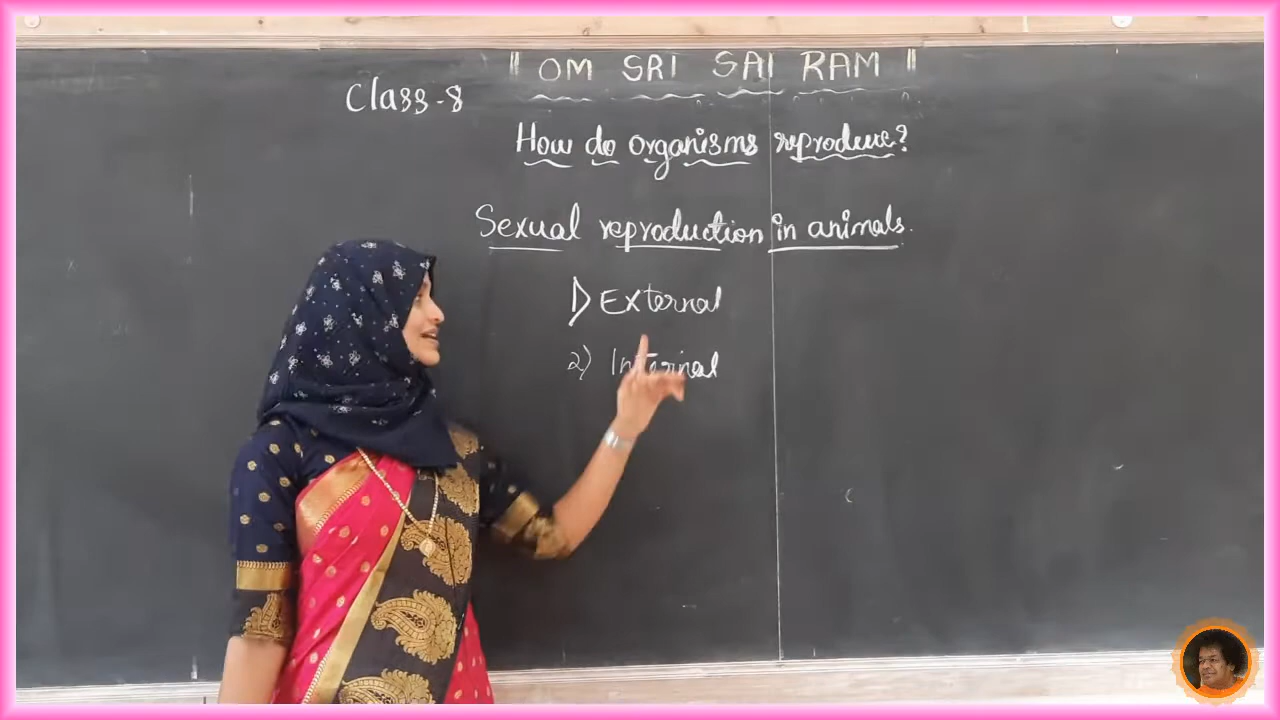 " OM SRI SAI RAM "
Class-8
How do organisms reproduce?
Sexual reproduction in animals.
1) External
2) Internal